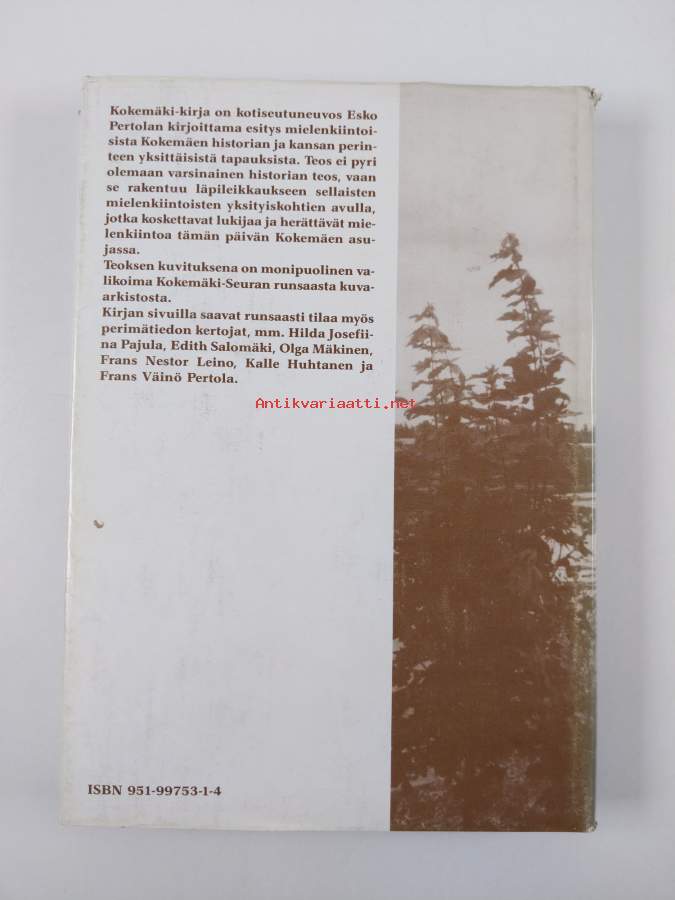 Kokemäki-kirja on kotiseutuneuvos Esko
Pertolan kirjoittama esitys mielenkiintoi-
sista Kokemäen historian ja kansan perin-
teen yksittäisistä tapauksista. Teos ei pyri
olemaan varsinainen historian teos, vaan
se rakentuu läpileikkaukseen sellaisten
mielenkiintoisten yksityiskohtien avulla,
jotka koskettavat lukijaa ja herättävät mie-
lenkiintoa tämän päivän Kokemäen asu-
jassa.
Teoksen kuvituksena on monipuolinen va-
likoima Kokemäki-Seuran runsaasta kuva-
arkistosta.
Kirjan sivuilla saavat runsaasti tilaa myös
perimätiedon kertojat, mm. Hilda Josefii-
na Pajula, Edith Salomäki, Olga Mäkinen,
Frans Nestor Leino, Kalle Huhtanen ja
Frans Väinö Pertola.
Antikvariaatti.net
ISBN 951-99753-1-4